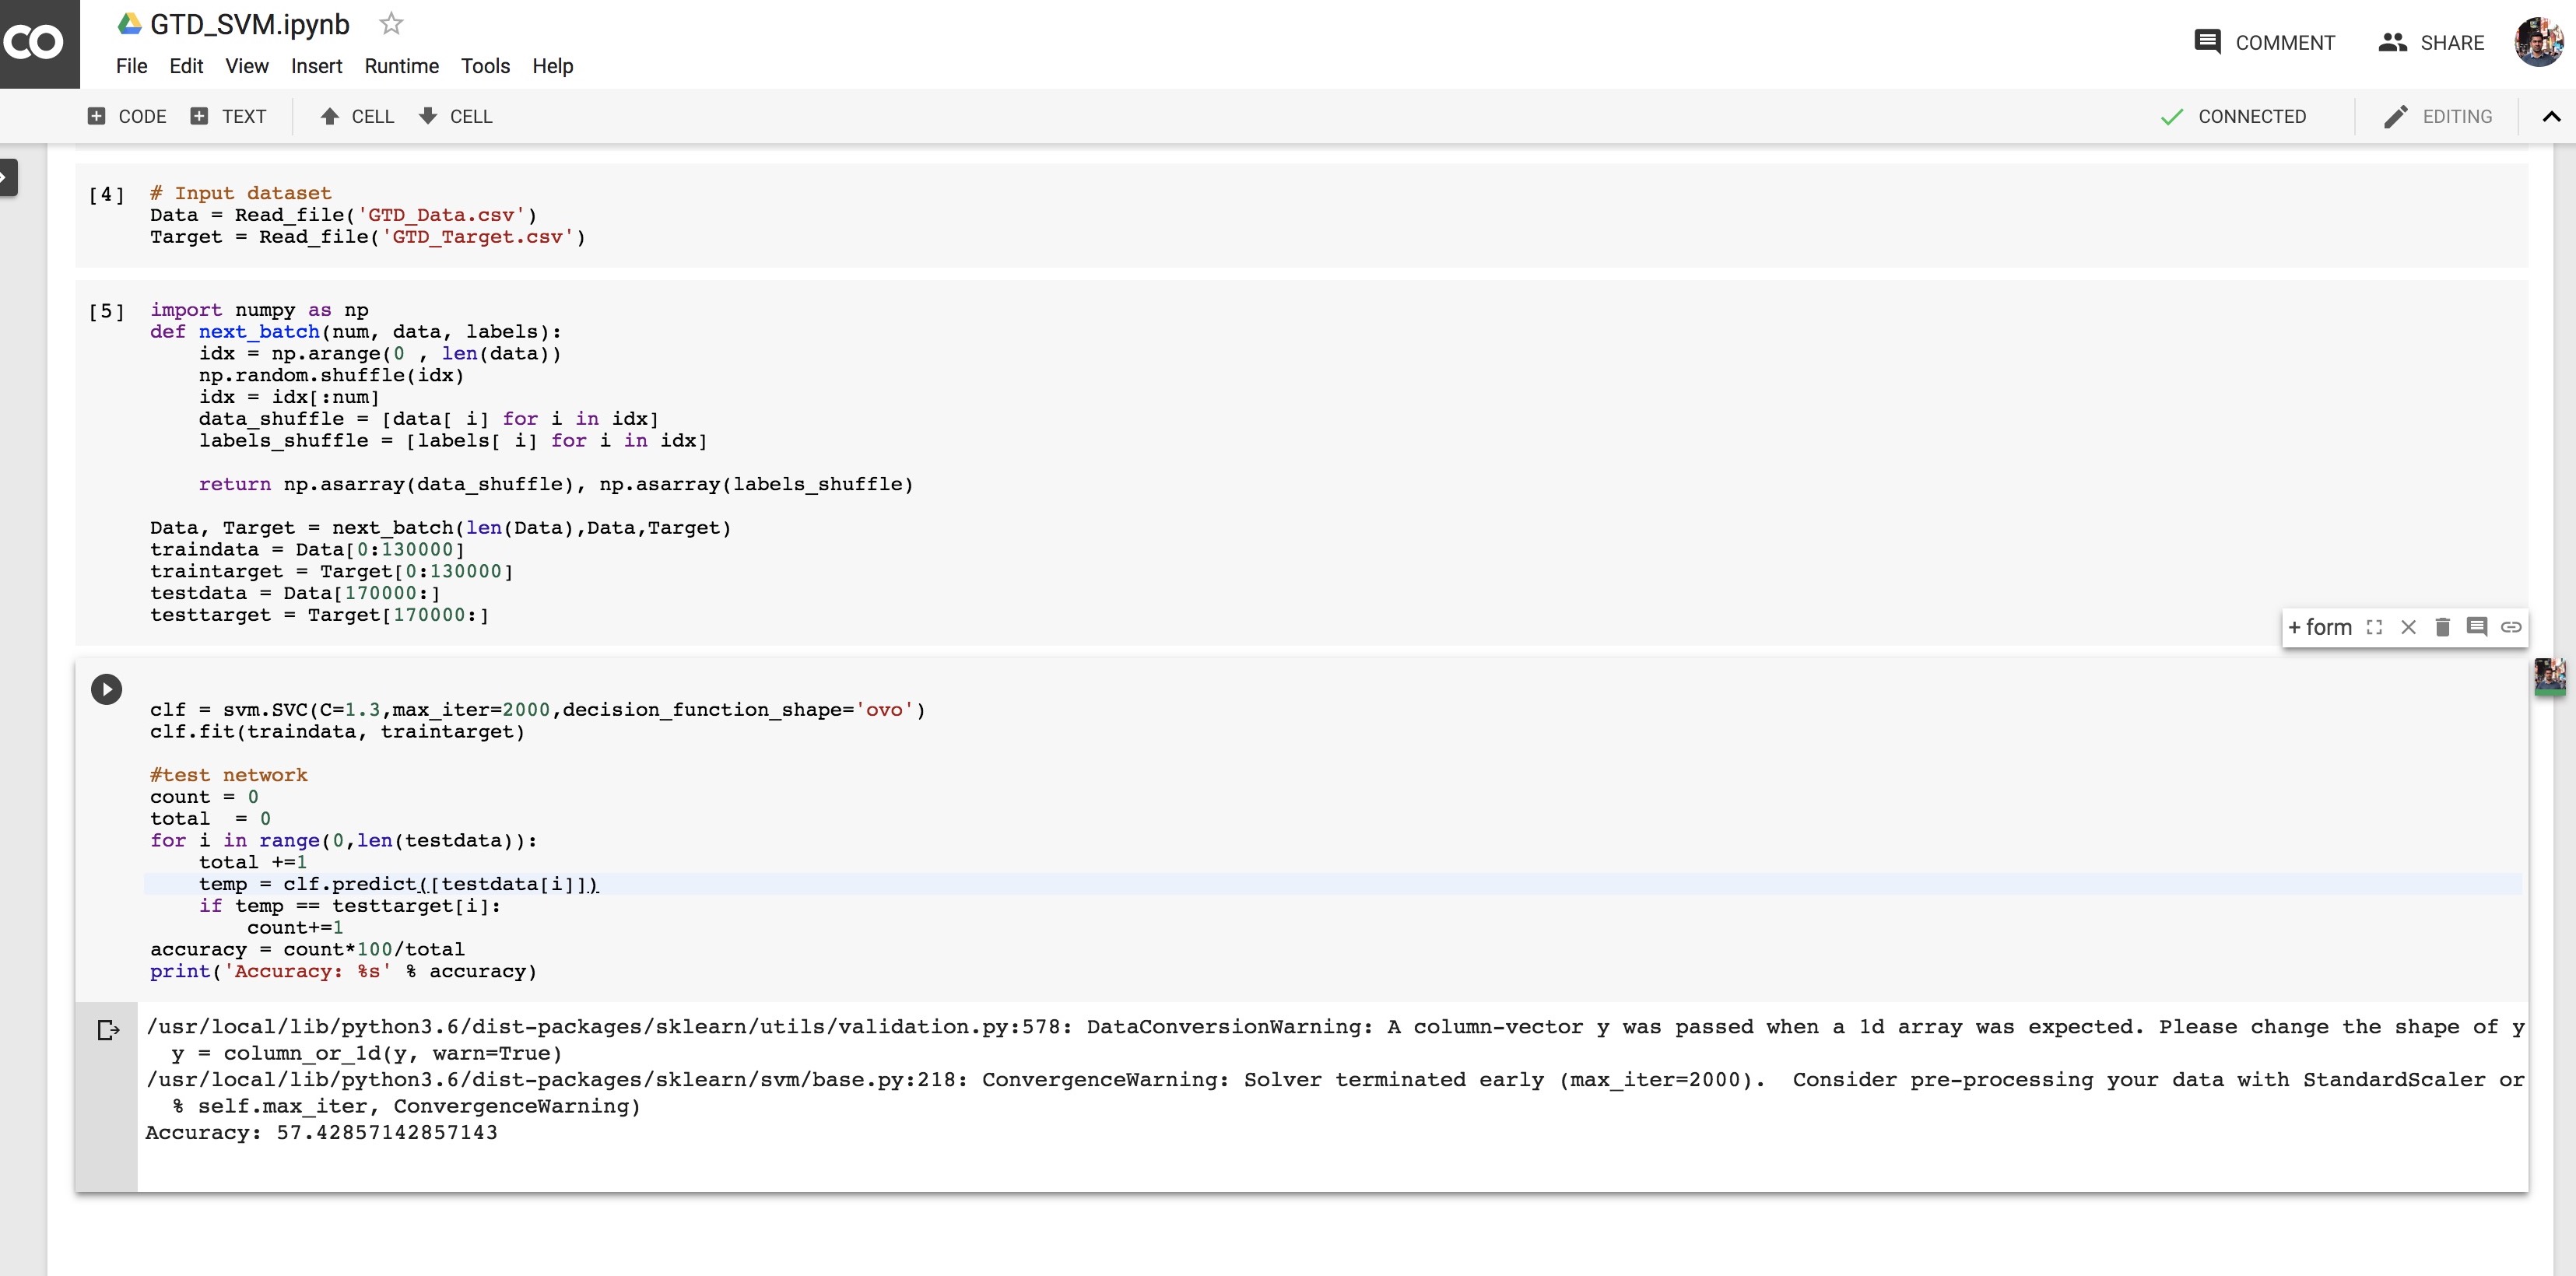 CO GTD_SVM.ipynb
File Edit View Insert Runtime Tools Help
COMMENT SHARE
CODE TEXT CELL CELL CONNECTED EDITING
[4] # Input dataset
Data = Read_file('GTD_Data.csv')
Target = Read_file('GTD_Target.csv')
[5] import numpy as np
def next_batch(num, data, labels):
    idx = np.arange(0 , len(data))
    np.random.shuffle(idx)
    idx = idx[:num]
    data_shuffle = [data[ i] for i in idx]
    labels_shuffle = [labels[ i] for i in idx]
    return np.asarray(data_shuffle), np.asarray(labels_shuffle)
Data, Target = next_batch(len(Data),Data,Target)
traindata = Data[0:130000]
traintarget = Target[0:130000]
testdata = Data[170000:]
testtarget = Target[170000:]
+ form
clf = svm.SVC(C=1.3,max_iter=2000,decision_function_shape='ovo')
clf.fit(traindata, traintarget)
#test network
count = 0
total  = 0
for i in range(0,len(testdata)):
    total +=1
    temp = clf.predict([testdata[i]])
    if temp == testtarget[i]:
        count+=1
accuracy = count*100/total
print('Accuracy: %s' % accuracy)
/usr/local/lib/python3.6/dist-packages/sklearn/utils/validation.py:578: DataConversionWarning: A column-vector y was passed when a 1d array was expected. Please change the shape of y
  y = column_or_1d(y, warn=True)
/usr/local/lib/python3.6/dist-packages/sklearn/svm/base.py:218: ConvergenceWarning: Solver terminated early (max_iter=2000).  Consider pre-processing your data with StandardScaler or
  % self.max_iter, ConvergenceWarning)
Accuracy: 57.42857142857143